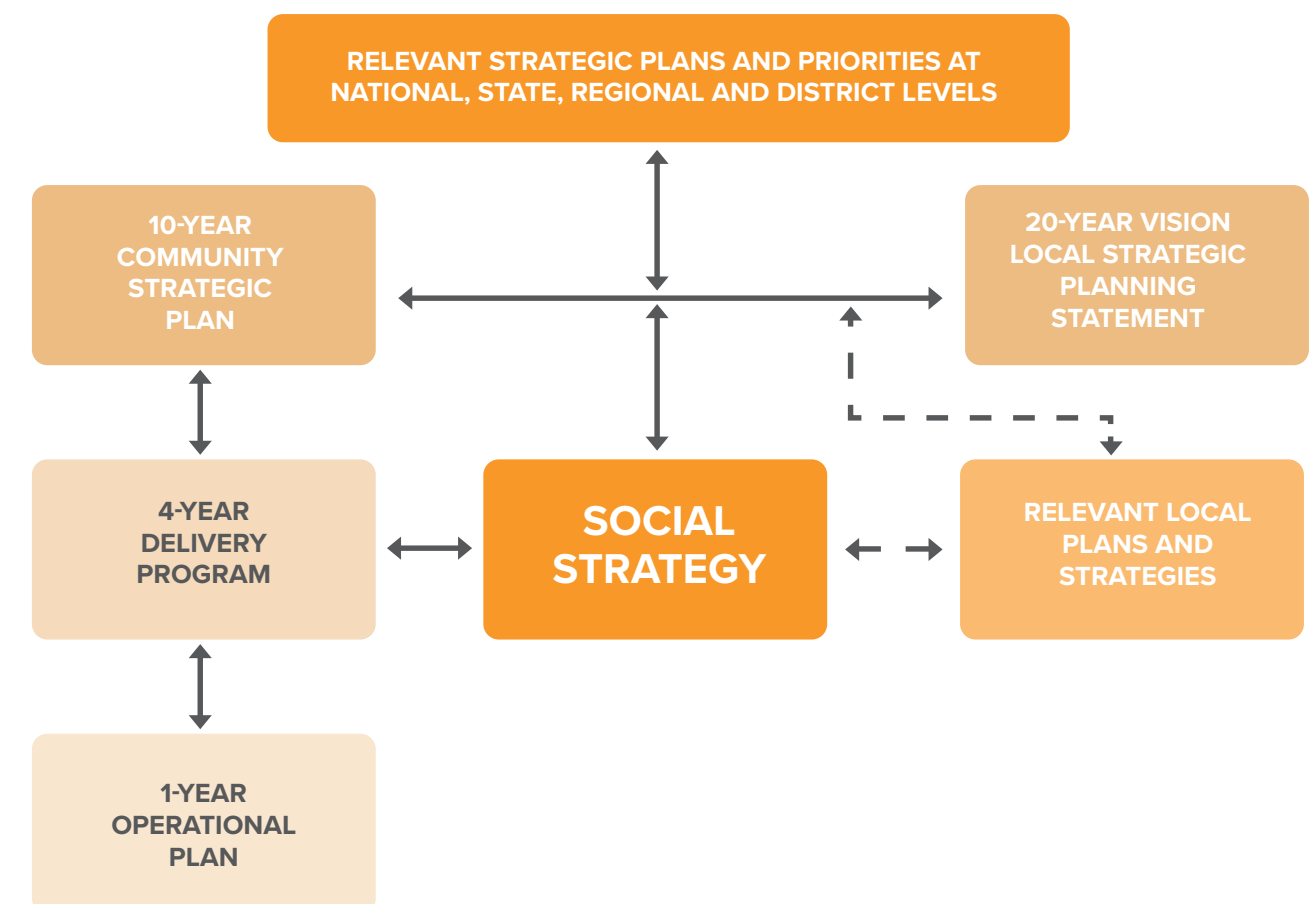 RELEVANT STRATEGIC PLANS AND PRIORITIES AT
NATIONAL, STATE, REGIONAL AND DISTRICT LEVELS
10-YEAR
COMMUNITY
STRATEGIC
PLAN
20-YEAR VISION
LOCAL STRATEGIC
PLANNING
STATEMENT
4-YEAR
DELIVERY
PROGRAM
SOCIAL
STRATEGY
RELEVANT LOCAL
PLANS AND
STRATEGIES
1-YEAR
OPERATIONAL
PLAN